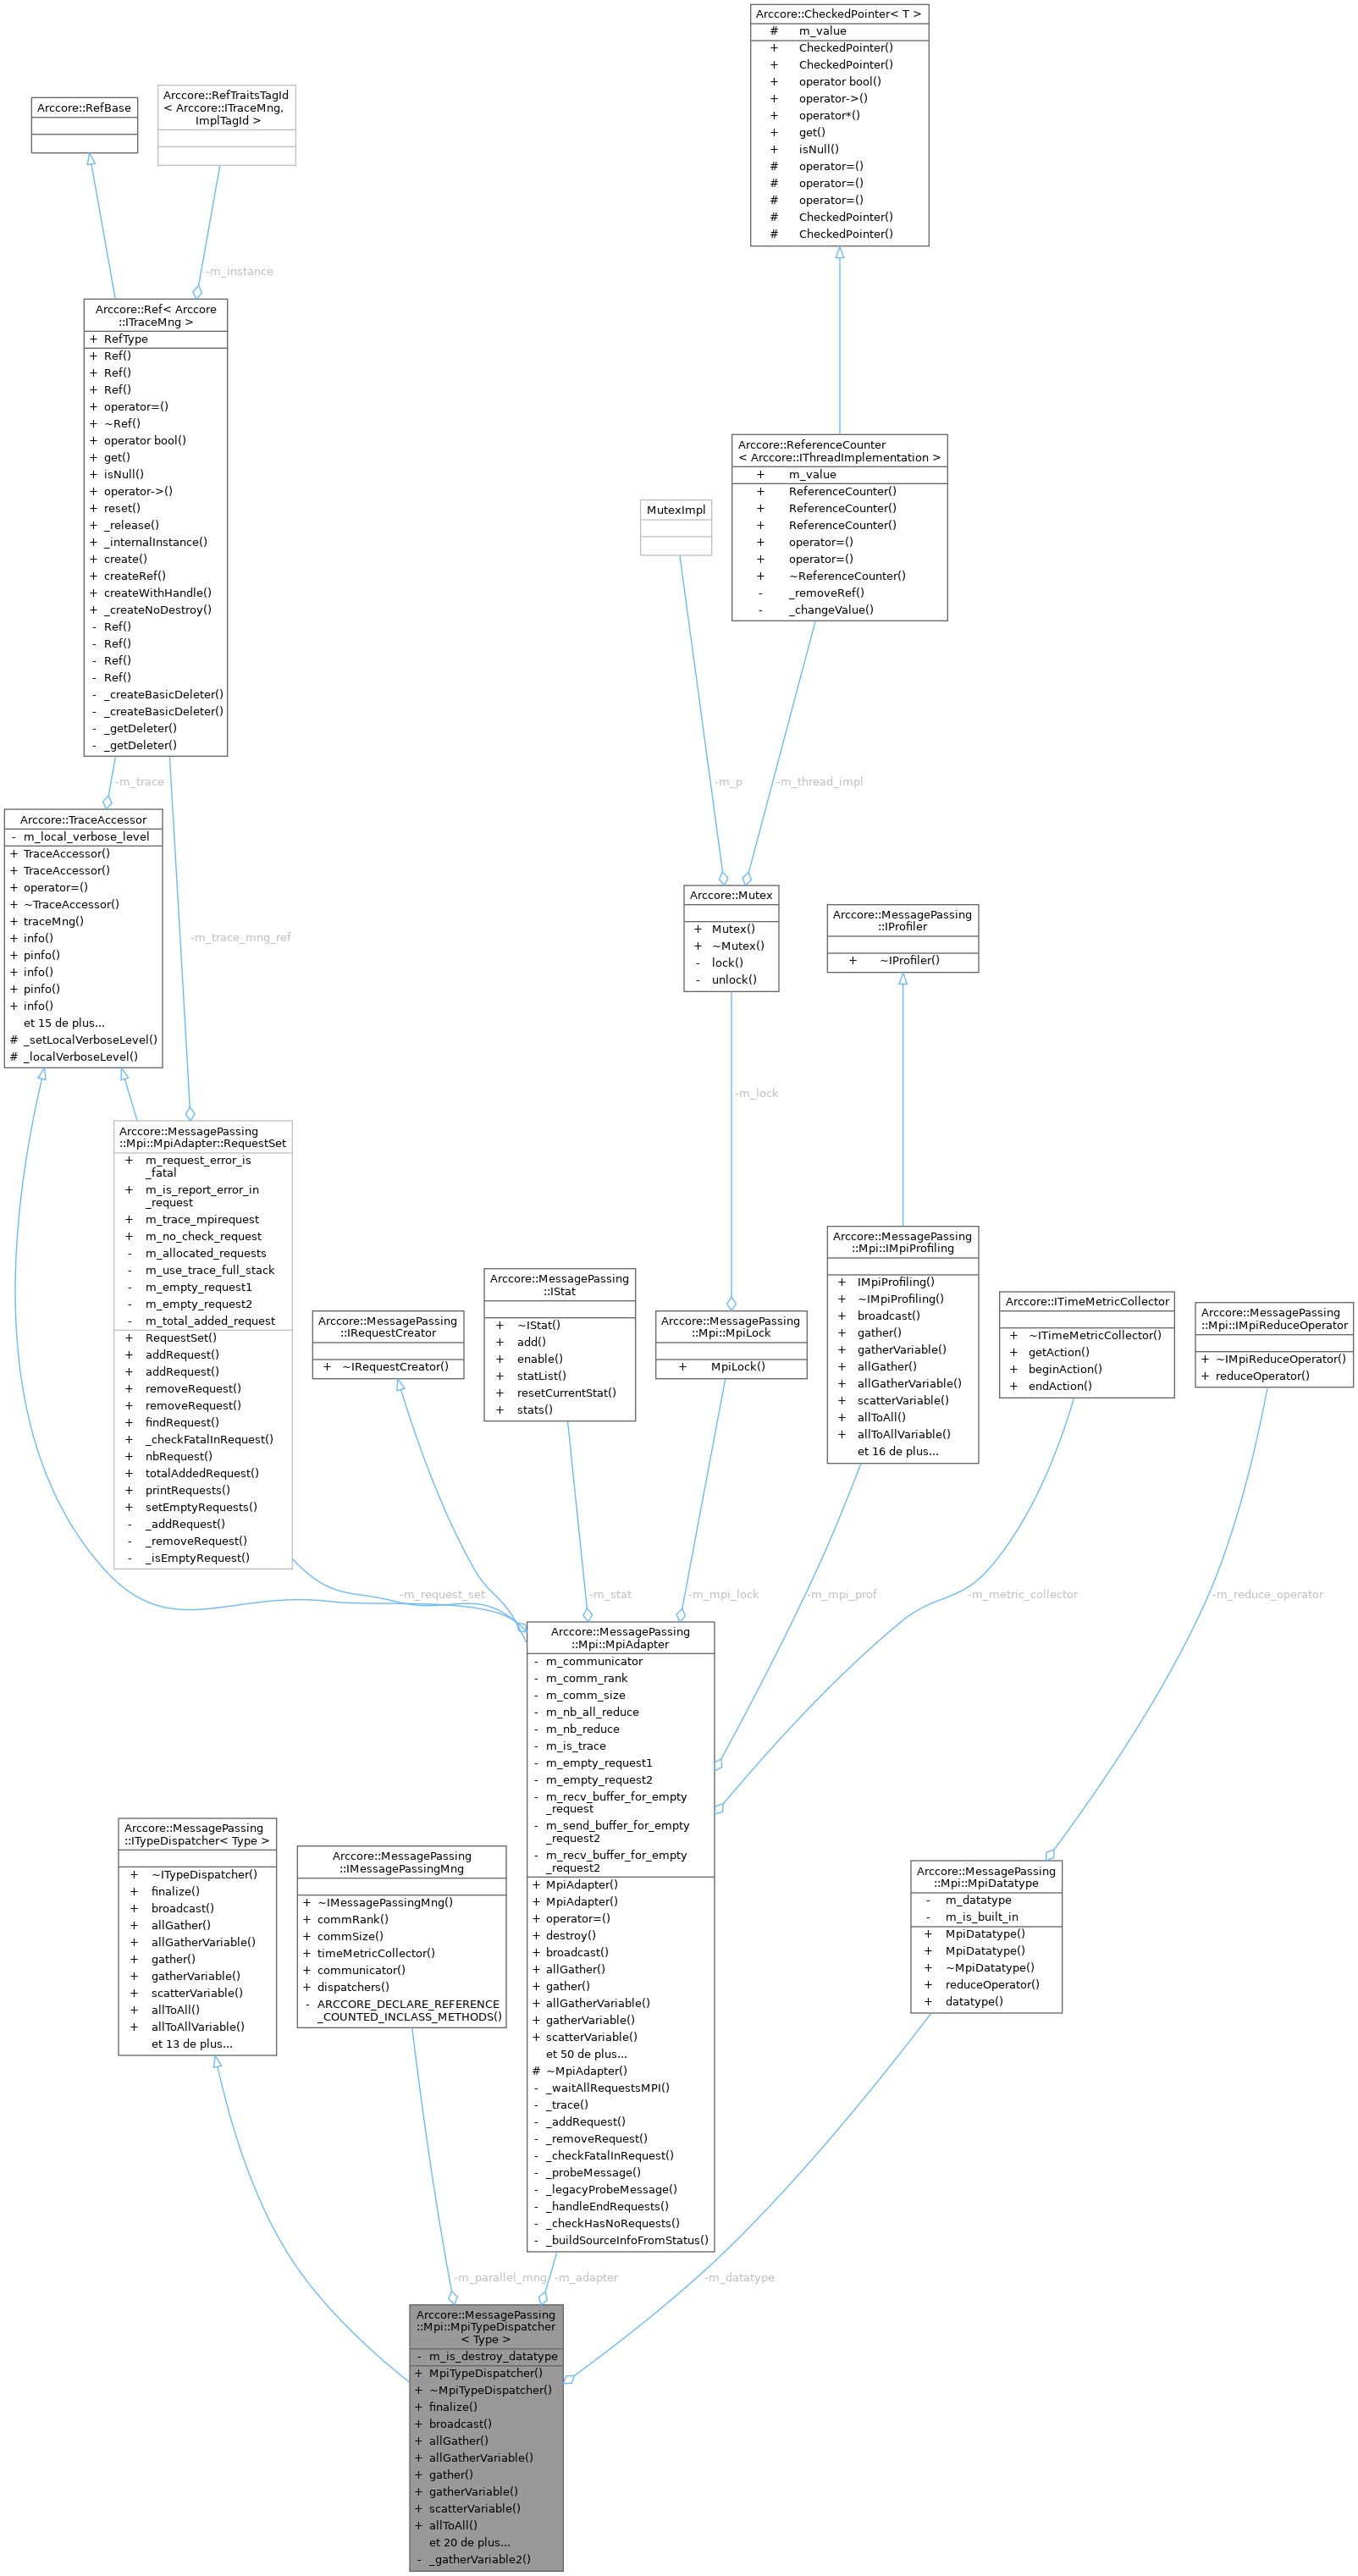 Arccore::CheckedPointer< T >
# m_value
+ CheckedPointer()
+ CheckedPointer()
+ operator bool()
+ operator->()
+ operator*()
+ get()
+ isNull()
# operator=()
# operator=()
# operator=()
# CheckedPointer()
# CheckedPointer()
Arccore::RefBase
Arccore::RefTraitsTagId
< Arccore::ITraceMng,
ImplTagId >
-m_instance
Arccore::Ref< Arccore
::ITraceMng >
+ RefType
+ Ref()
+ Ref()
+ Ref()
+ operator=()
+ ~Ref()
+ operator bool()
+ get()
+ isNull()
+ operator->()
+ reset()
+ _release()
+ _internalInstance()
+ create()
+ createRef()
+ createWithHandle()
+ _createNoDestroy()
- Ref()
- Ref()
- Ref()
- Ref()
- _createBasicDeleter()
- _createBasicDeleter()
- _getDeleter()
- _getDeleter()
Arccore::ReferenceCounter
< Arccore::IThreadImplementation >
+ m_value
+ ReferenceCounter()
+ ReferenceCounter()
+ ReferenceCounter()
+ operator=()
+ operator=()
+ ~ReferenceCounter()
- _removeRef()
- _changeValue()
MutexImpl
-m_trace
-m_p
-m_thread_impl
Arccore::TraceAccessor
- m_local_verbose_level
+ TraceAccessor()
+ TraceAccessor()
+ operator=()
+ ~TraceAccessor()
+ traceMng()
+ info()
+ pinfo()
+ info()
+ pinfo()
+ info()
et 15 de plus...
# _setLocalVerboseLevel()
# _localVerboseLevel()
-m_trace_mng_ref
Arccore::Mutex
+ Mutex()
+ ~Mutex()
- lock()
- unlock()
Arccore::MessagePassing
::IProfiler
+ ~IProfiler()
-m_lock
Arccore::MessagePassing
::Mpi::MpiAdapter::RequestSet
+ m_request_error_is
_fatal
+ m_is_report_error_in
_request
+ m_trace_mpirequest
+ m_no_check_request
- m_allocated_requests
- m_use_trace_full_stack
- m_empty_request1
- m_empty_request2
- m_total_added_request
+ RequestSet()
+ addRequest()
+ addRequest()
+ removeRequest()
+ removeRequest()
+ findRequest()
+ _checkFatalInRequest()
+ nbRequest()
+ totalAddedRequest()
+ printRequests()
+ setEmptyRequests()
- _addRequest()
- _removeRequest()
- _isEmptyRequest()
Arccore::MessagePassing
::IRequestCreator
+ ~IRequestCreator()
Arccore::MessagePassing
::IStat
+ ~IStat()
+ add()
+ enable()
+ statList()
+ resetCurrentStat()
+ stats()
Arccore::MessagePassing
::Mpi::MpiLock
+ MpiLock()
Arccore::MessagePassing
::Mpi::IMpiProfiling
+ IMpiProfiling()
+ ~IMpiProfiling()
+ broadcast()
+ gather()
+ gatherVariable()
+ allGather()
+ allGatherVariable()
+ scatterVariable()
+ allToAll()
+ allToAllVariable()
et 16 de plus...
Arccore::ITimeMetricCollector
+ ~ITimeMetricCollector()
+ getAction()
+ beginAction()
+ endAction()
Arccore::MessagePassing
::Mpi::IMpiReduceOperator
+ ~IMpiReduceOperator()
+ reduceOperator()
-m_request_set
-m_stat
-m_mpi_lock
-m_mpi_prof
-m_metric_collector
-m_reduce_operator
Arccore::MessagePassing
::Mpi::MpiAdapter
- m_communicator
- m_comm_rank
- m_comm_size
- m_nb_all_reduce
- m_nb_reduce
- m_is_trace
- m_empty_request1
- m_empty_request2
- m_recv_buffer_for_empty
_request
- m_send_buffer_for_empty
_request2
- m_recv_buffer_for_empty
_request2
+ MpiAdapter()
+ MpiAdapter()
+ operator=()
+ destroy()
+ broadcast()
+ allGather()
+ gather()
+ allGatherVariable()
+ gatherVariable()
+ scatterVariable()
et 50 de plus...
# ~MpiAdapter()
- _waitAllRequestsMPI()
- _trace()
- _addRequest()
- _removeRequest()
- _checkFatalInRequest()
- _probeMessage()
- _legacyProbeMessage()
- _handleEndRequests()
- _checkHasNoRequests()
- _buildSourceInfoFromStatus()
Arccore::MessagePassing
::ITypeDispatcher< Type >
+ ~ITypeDispatcher()
+ finalize()
+ broadcast()
+ allGather()
+ allGatherVariable()
+ gather()
+ gatherVariable()
+ scatterVariable()
+ allToAll()
+ allToAllVariable()
et 13 de plus...
Arccore::MessagePassing
::IMessagePassingMng
+ ~IMessagePassingMng()
+ commRank()
+ commSize()
+ timeMetricCollector()
+ communicator()
+ dispatchers()
- ARCCORE_DECLARE_REFERENCE
_COUNTED_INCLASS_METHODS()
Arccore::MessagePassing
::Mpi::MpiDatatype
- m_datatype
- m_is_built_in
+ MpiDatatype()
+ MpiDatatype()
+ ~MpiDatatype()
+ reduceOperator()
+ datatype()
-m_parallel_mng
-m_adapter
-m_datatype
Arccore::MessagePassing
::Mpi::MpiTypeDispatcher
< Type >
- m_is_destroy_datatype
+ MpiTypeDispatcher()
+ ~MpiTypeDispatcher()
+ finalize()
+ broadcast()
+ allGather()
+ allGatherVariable()
+ gather()
+ gatherVariable()
+ scatterVariable()
+ allToAll()
et 20 de plus...
- _gatherVariable2()